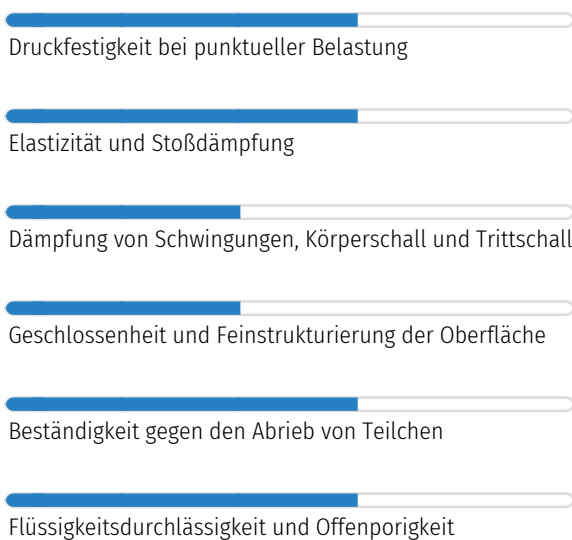 Druckfestigkeit bei punktueller Belastung
Elastizität und Stoßdämpfung
Dämpfung von Schwingungen, Körperschall und Trittschall
Geschlossenheit und Feinstrukturierung der Oberfläche
Beständigkeit gegen den Abrieb von Teilchen
Flüssigkeitsdurchlässigkeit und Offenporigkeit